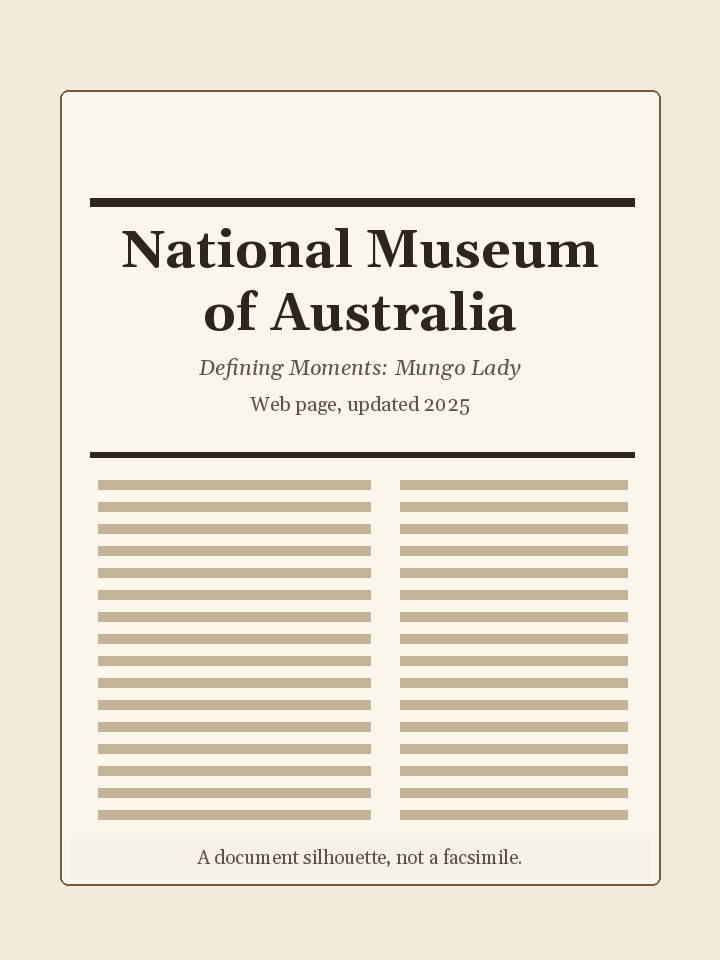 National Museum
of Australia
Defining Moments: Mungo Lady
Web page, updated 2025
A document silhouette, not a facsimile.